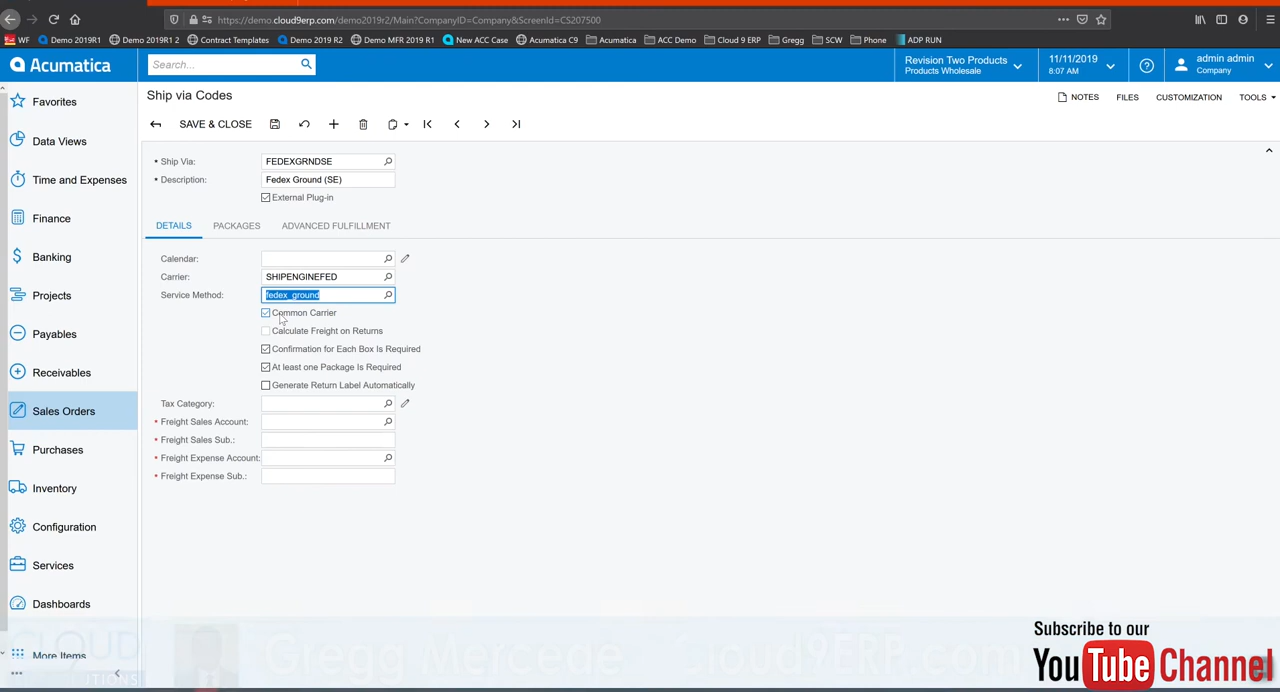 https://demo.cloud9erp.com/demo2019r2/Main?CompanyID=Company&ScreenId=CS207500
WF
Demo 2019R1
Demo 2019R1 2
Contract Templates
Demo 2019 R2
Demo MFR 2019 R1
New ACC Case
Acumatica C9
Acumatica
ACC Demo
Cloud 9 ERP
Gregg
SCW
Phone
ADP RUN
Acumatica
Search...
Revision Two Products
Products Wholesale
11/11/2019
8:07 AM
admin admin
Company
Favorites
Data Views
Time and Expenses
Finance
Banking
Projects
Payables
Receivables
Sales Orders
Purchases
Inventory
Configuration
Services
Dashboards
More Items
Ship via Codes
NOTES
FILES
CUSTOMIZATION
TOOLS
SAVE & CLOSE
Ship Via: FEDEXGRNDSE
Description: Fedex Ground (SE)
External Plug-in
DETAILS
PACKAGES
ADVANCED FULFILLMENT
Calendar:
Carrier: SHIPENGINEFED
Service Method: fedex_ground
Common Carrier
Calculate Freight on Returns
Confirmation for Each Box Is Required
At least one Package Is Required
Generate Return Label Automatically
Tax Category:
Freight Sales Account:
Freight Sales Sub.:
Freight Expense Account:
Freight Expense Sub.:
Subscribe to our
YouTube Channel